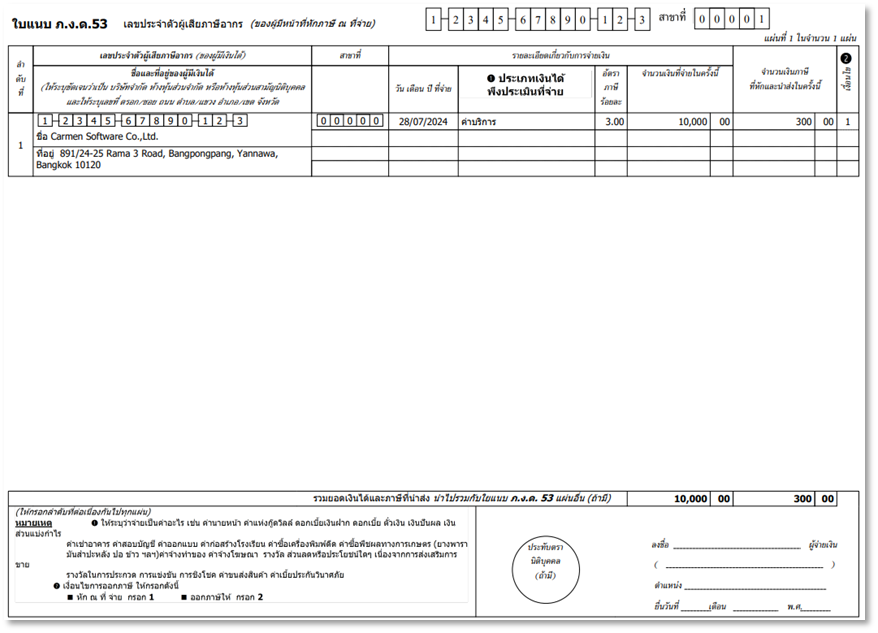 ใบแนบ ภ.ง.ด.53 เลขประจำตัวผู้เสียภาษีอากร (ของผู้มีหน้าที่หักภาษี ณ ที่จ่าย) 1-2345-67890-12-3 สาขาที่ 00001
แผ่นที่ 1 ในจำนวน 1 แผ่น
ลำดับที่
เลขประจำตัวผู้เสียภาษีอากร (ของผู้มีเงินได้)
ชื่อและที่อยู่ของผู้มีเงินได้
(ให้ระบุชัดเจนว่าเป็น บริษัทจำกัด ห้างหุ้นส่วนจำกัด หรือห้างหุ้นส่วนสามัญนิติบุคคล
และให้ระบุเลขที่ ตรอก/ซอย ถนน ตำบล/แขวง อำเภอ/เขต จังหวัด)
สาขาที่
รายละเอียดเกี่ยวกับการจ่ายเงิน
วัน เดือน ปี ที่จ่าย
❶ ประเภทเงินได้
พึงประเมินที่จ่าย
อัตรา
ภาษี
ร้อยละ
จำนวนเงินที่จ่ายในครั้งนี้
จำนวนเงินภาษี
ที่หักและนำส่งในครั้งนี้
❷ เงื่อนไข
1 1-2345-67890-12-3 00000 28/07/2024 ค่าบริการ 3.00 10,000 00 300 00 1
ชื่อ Carmen Software Co.,Ltd.
ที่อยู่ 891/24-25 Rama 3 Road, Bangpongpang, Yannawa,
Bangkok 10120
รวมยอดเงินได้และภาษีที่นำส่ง นำไปรวมกับใบแนบ ภ.ง.ด. 53 แผ่นอื่น (ถ้ามี) 10,000 00 300 00
(ให้กรอกลำดับที่ต่อเนื่องกันไปทุกแผ่น)
หมายเหตุ ❶ ให้ระบุว่าจ่ายเป็นค่าอะไร เช่น ค่านายหน้า ค่าแห่งกู๊ดวิลล์ ดอกเบี้ยเงินฝาก ดอกเบี้ย ตั๋วเงิน เงินปันผล เงิน
ส่วนแบ่งกำไร
ค่าเช่าอาคาร ค่าสอบบัญชี ค่าออกแบบ ค่าก่อสร้างโรงเรียน ค่าซื้อเครื่องพิมพ์ดีด ค่าซื้อพืชผลทางการเกษตร (ยางพารา
มันสำปะหลัง ปอ ข้าว ฯลฯ)ค่าจ้างทำของ ค่าจ้างโฆษณา รางวัล ส่วนลดหรือประโยชน์ใดๆ เนื่องจากการส่งเสริมการ
ขาย
รางวัลในการประกวด การแข่งขัน การชิงโชค ค่าขนส่งสินค้า ค่าเบี้ยประกันวินาศภัย
❷ เงื่อนไขการออกภาษี ให้กรอกดังนี้
■ หัก ณ ที่ จ่าย กรอก 1 ■ ออกภาษีให้ กรอก 2
ประทับตรา
นิติบุคคล
(ถ้ามี)
ลงชื่อ ผู้จ่ายเงิน
( )
ตำแหน่ง
ยื่นวันที่ เดือน พ.ศ.